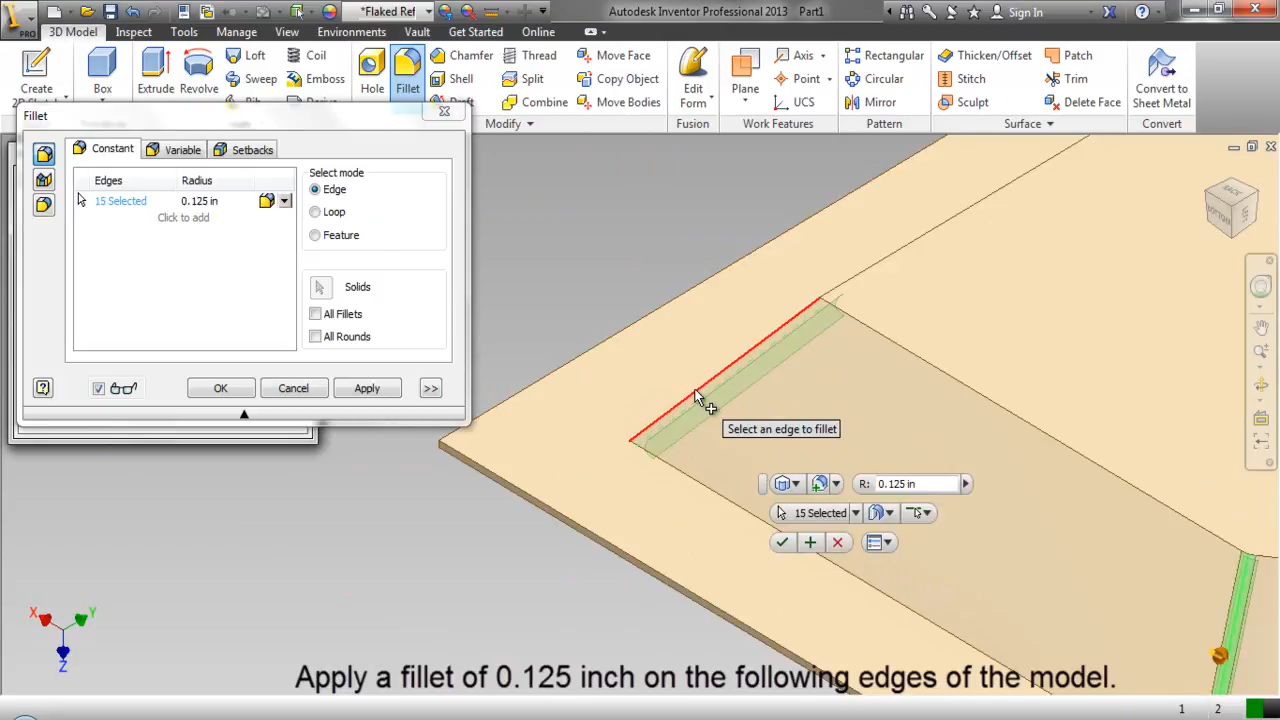 PRO
*Flaked Ref
Autodesk Inventor Professional 2013 Part1
Sign In
3D Model Inspect Tools Manage View Environments Vault Get Started Online
Create
Box
Extrude
Revolve
Loft
Sweep
Coil
Emboss
Hole
Fillet
Chamfer
Shell
Thread
Split
Combine
Move Face
Copy Object
Move Bodies
Edit
Form
Plane
Axis
Point
UCS
Rectangular
Circular
Mirror
Thicken/Offset
Stitch
Sculpt
Patch
Trim
Delete Face
Convert to
Sheet Metal
Modify
Fusion
Work Features
Pattern
Surface
Convert
Fillet
Constant Variable Setbacks
Edges Radius
15 Selected 0.125 in
Click to add
Select mode
Edge
Loop
Feature
Solids
All Fillets
All Rounds
OK Cancel Apply >>
BACK
BOTTOM
LEFT
Select an edge to fillet
R: 0.125 in
15 Selected
X Y
Z
Apply a fillet of 0.125 inch on the following edges of the model.
1 2